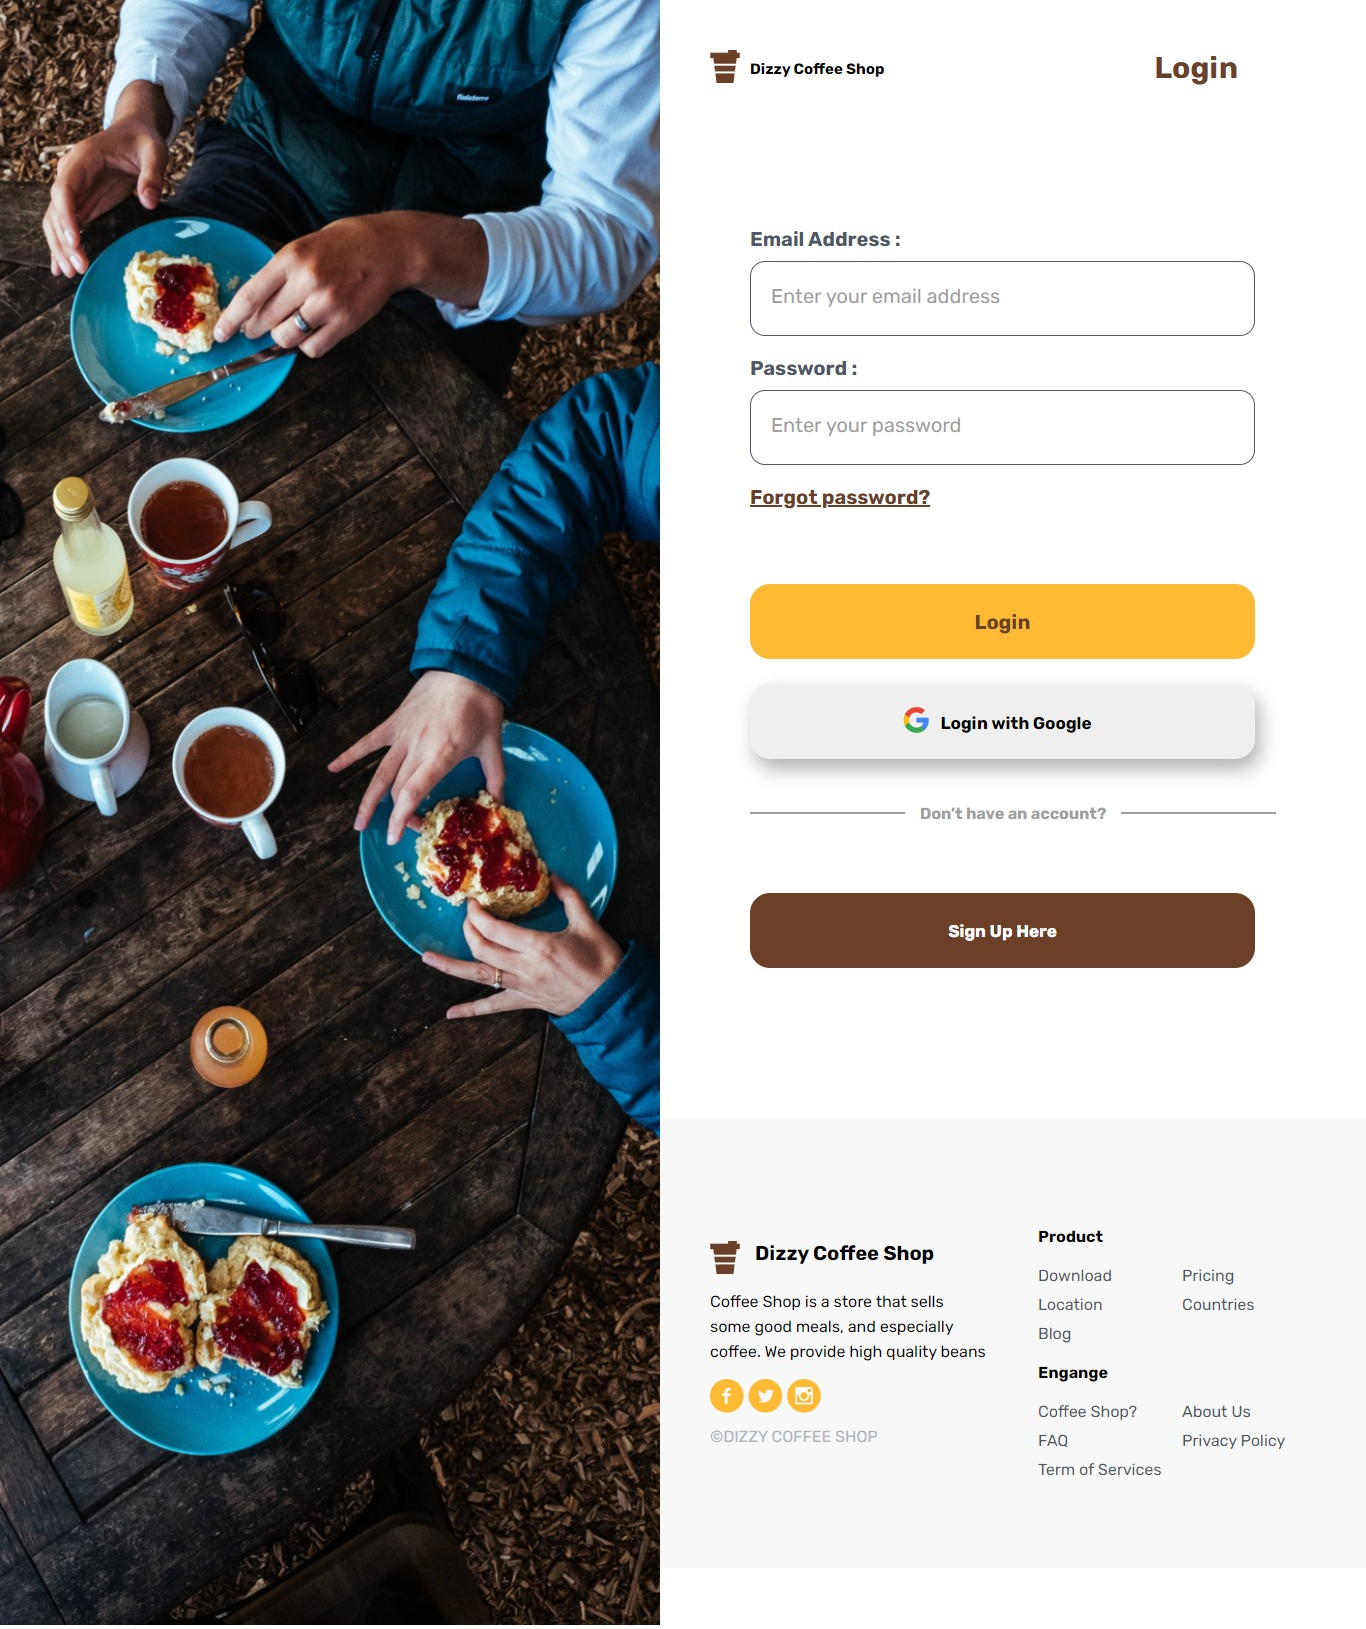 finisterre
Dizzy Coffee Shop
Login
Email Address :
Enter your email address
Password :
Enter your password
Forgot password?
Login
Login with Google
Don’t have an account?
Sign Up Here
Dizzy Coffee Shop
Coffee Shop is a store that sells
some good meals, and especially
coffee. We provide high quality beans
©DIZZY COFFEE SHOP
Product
Download Pricing
Location Countries
Blog
Engange
Coffee Shop? About Us
FAQ Privacy Policy
Term of Services